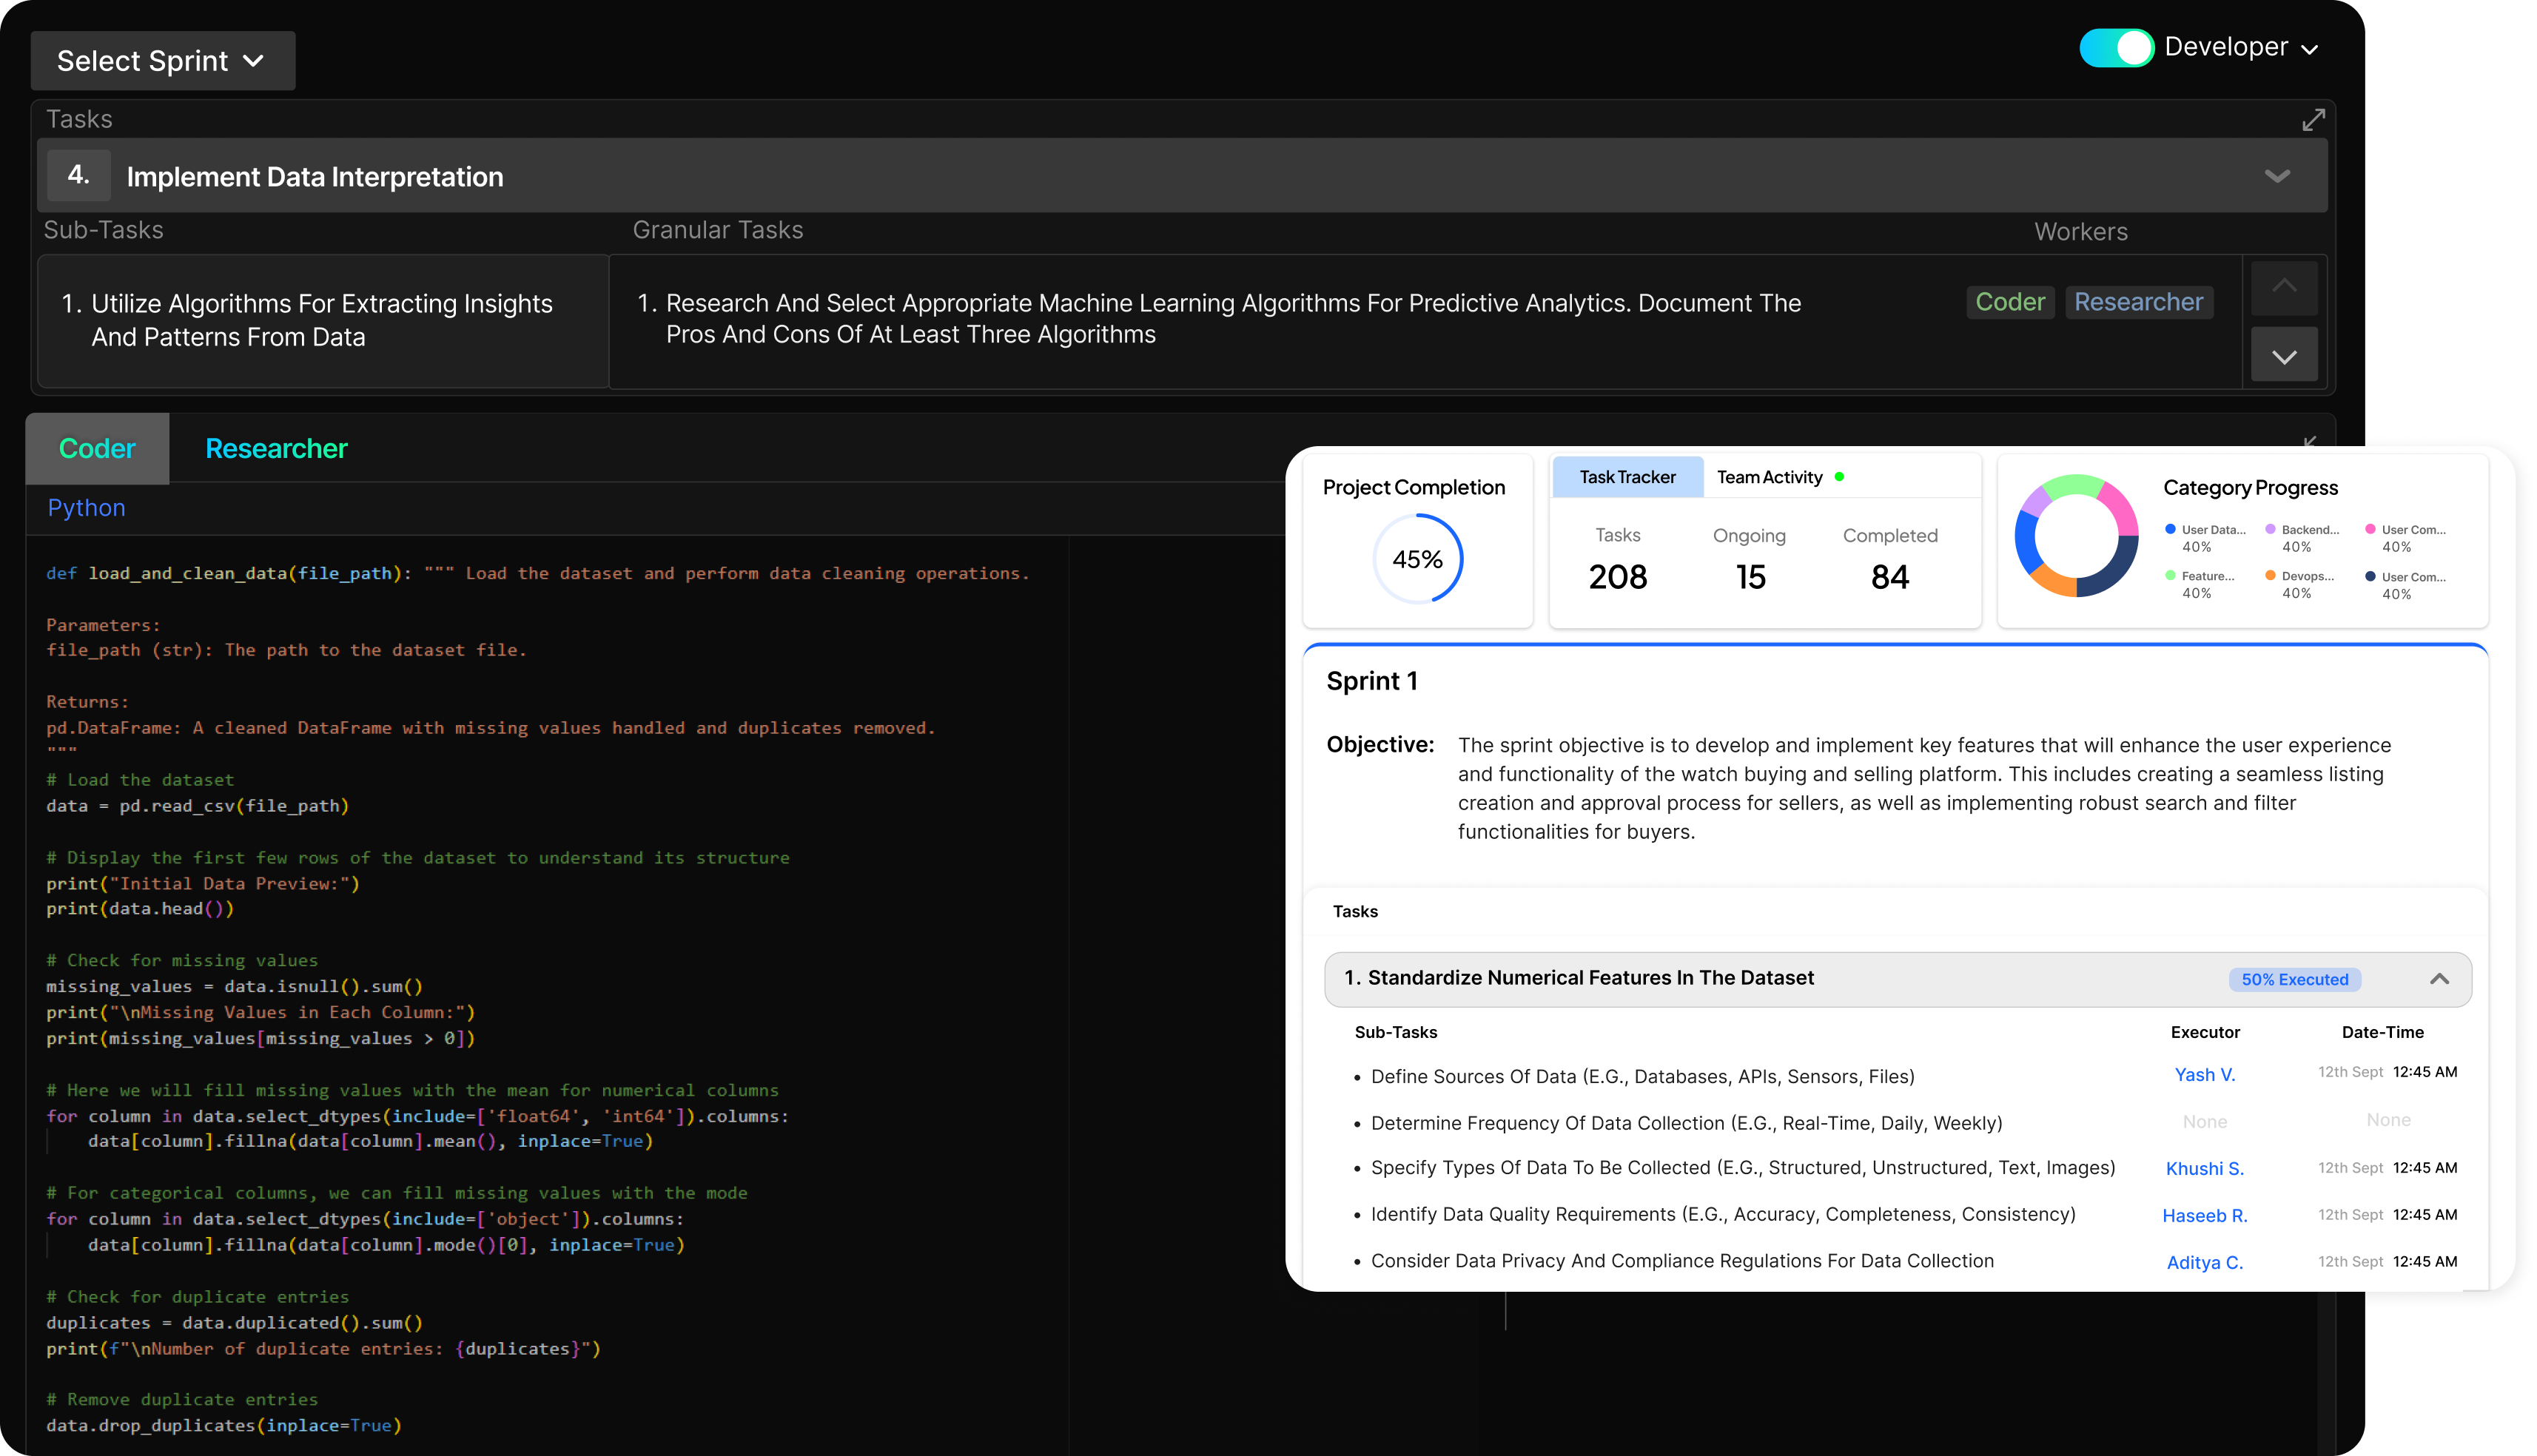 Select Sprint
Developer
Tasks
4. Implement Data Interpretation
Sub-Tasks
Granular Tasks
Workers
1. Utilize Algorithms For Extracting Insights
And Patterns From Data
1. Research And Select Appropriate Machine Learning Algorithms For Predictive Analytics. Document The
Pros And Cons Of At Least Three Algorithms
Coder
Researcher
Coder
Researcher
Python
def load_and_clean_data(file_path): """ Load the dataset and perform data cleaning operations.
Parameters:
file_path (str): The path to the dataset file.
Returns:
pd.DataFrame: A cleaned DataFrame with missing values handled and duplicates removed.
"""
# Load the dataset
data = pd.read_csv(file_path)
# Display the first few rows of the dataset to understand its structure
print("Initial Data Preview:")
print(data.head())
# Check for missing values
missing_values = data.isnull().sum()
print("\nMissing Values in Each Column:")
print(missing_values[missing_values > 0])
# Here we will fill missing values with the mean for numerical columns
for column in data.select_dtypes(include=['float64', 'int64']).columns:
    data[column].fillna(data[column].mean(), inplace=True)
# For categorical columns, we can fill missing values with the mode
for column in data.select_dtypes(include=['object']).columns:
    data[column].fillna(data[column].mode()[0], inplace=True)
# Check for duplicate entries
duplicates = data.duplicated().sum()
print(f"\nNumber of duplicate entries: {duplicates}")
# Remove duplicate entries
data.drop_duplicates(inplace=True)
Project Completion
45%
Task Tracker
Team Activity
Tasks
Ongoing
Completed
208
15
84
Category Progress
User Data...
40%
Backend...
40%
User Com...
40%
Feature...
40%
Devops...
40%
User Com...
40%
Sprint 1
Objective:
The sprint objective is to develop and implement key features that will enhance the user experience
and functionality of the watch buying and selling platform. This includes creating a seamless listing
creation and approval process for sellers, as well as implementing robust search and filter
functionalities for buyers.
Tasks
1. Standardize Numerical Features In The Dataset
50% Executed
Sub-Tasks
Executor
Date-Time
• Define Sources Of Data (E.G., Databases, APIs, Sensors, Files)
Yash V.
12th Sept 12:45 AM
• Determine Frequency Of Data Collection (E.G., Real-Time, Daily, Weekly)
None
None
• Specify Types Of Data To Be Collected (E.G., Structured, Unstructured, Text, Images)
Khushi S.
12th Sept 12:45 AM
• Identify Data Quality Requirements (E.G., Accuracy, Completeness, Consistency)
Haseeb R.
12th Sept 12:45 AM
• Consider Data Privacy And Compliance Regulations For Data Collection
Aditya C.
12th Sept 12:45 AM